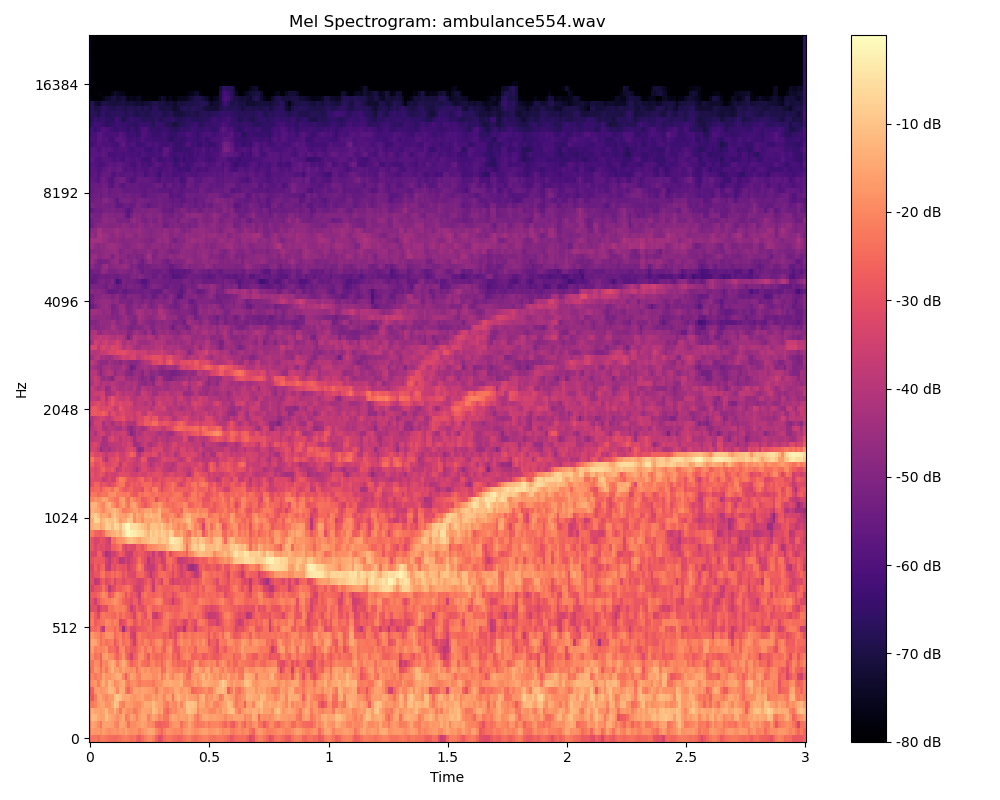 Mel Spectrogram: ambulance554.wav
16384
8192
4096
2048
1024
512
0
Hz
0
0.5
1
1.5
2
2.5
3
Time
-10 dB
-20 dB
-30 dB
-40 dB
-50 dB
-60 dB
-70 dB
-80 dB